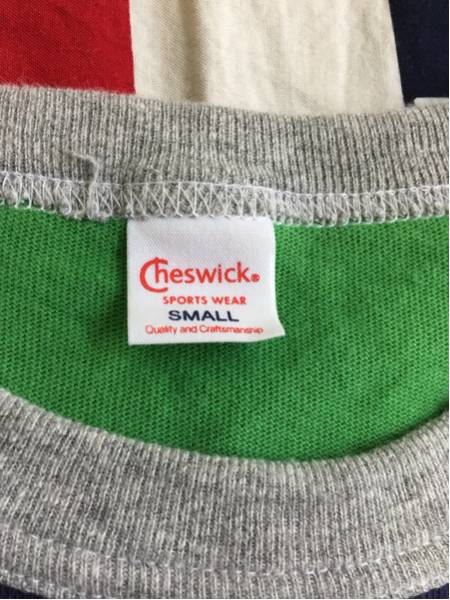 Cheswick®
SPORTS WEAR
SMALL
Quality and Craftsmanship